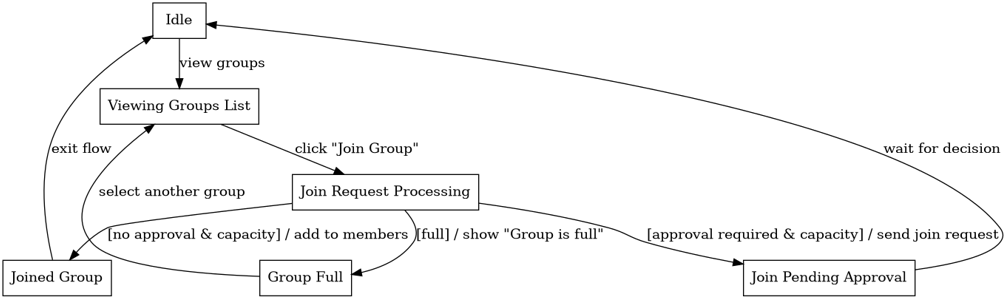 Idle
view groups
Viewing Groups List
exit flow
click "Join Group"
wait for decision
select another group
Join Request Processing
[no approval & capacity] / add to members
[full] / show "Group is full"
[approval required & capacity] / send join request
Joined Group
Group Full
Join Pending Approval